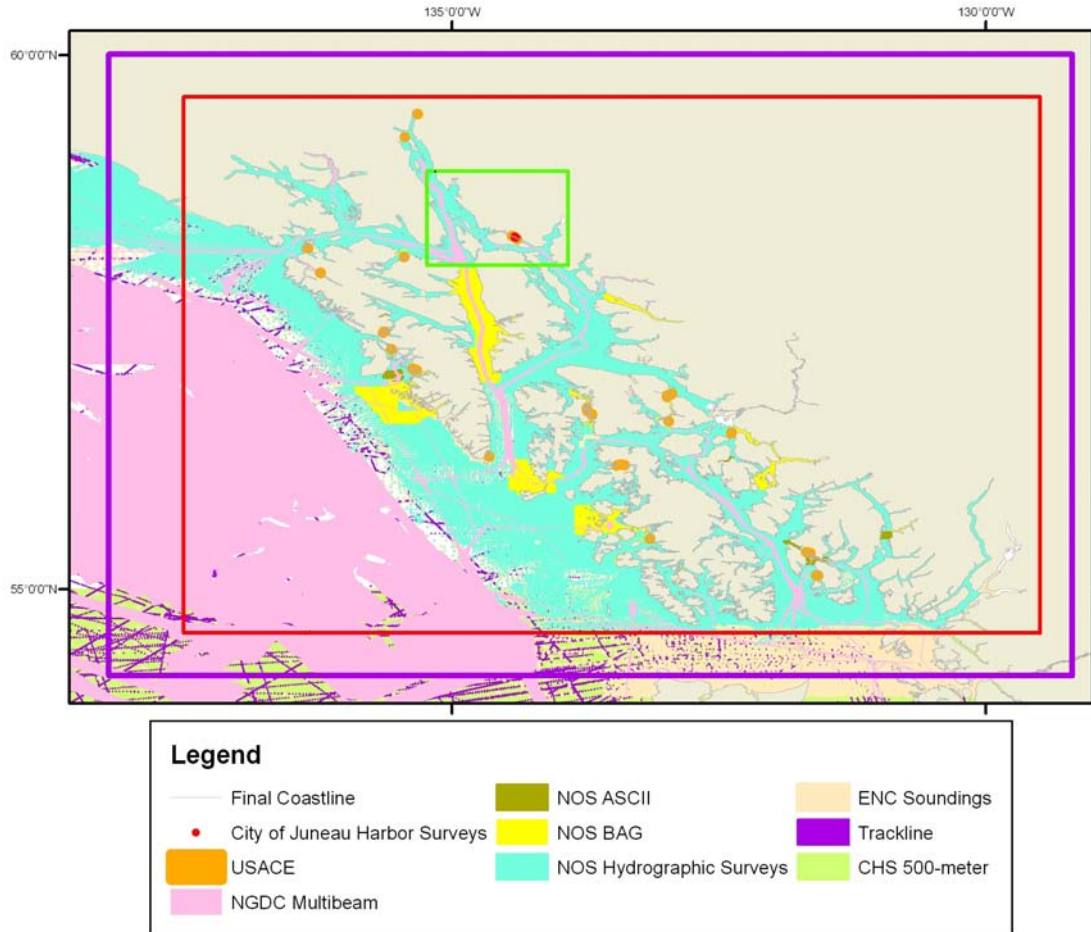 135°0'0"W 130°0'0"W
60°0'0"N
55°0'0"N
Legend
Final Coastline
City of Juneau Harbor Surveys
USACE
NGDC Multibeam
NOS ASCII
NOS BAG
NOS Hydrographic Surveys
ENC Soundings
Trackline
CHS 500-meter